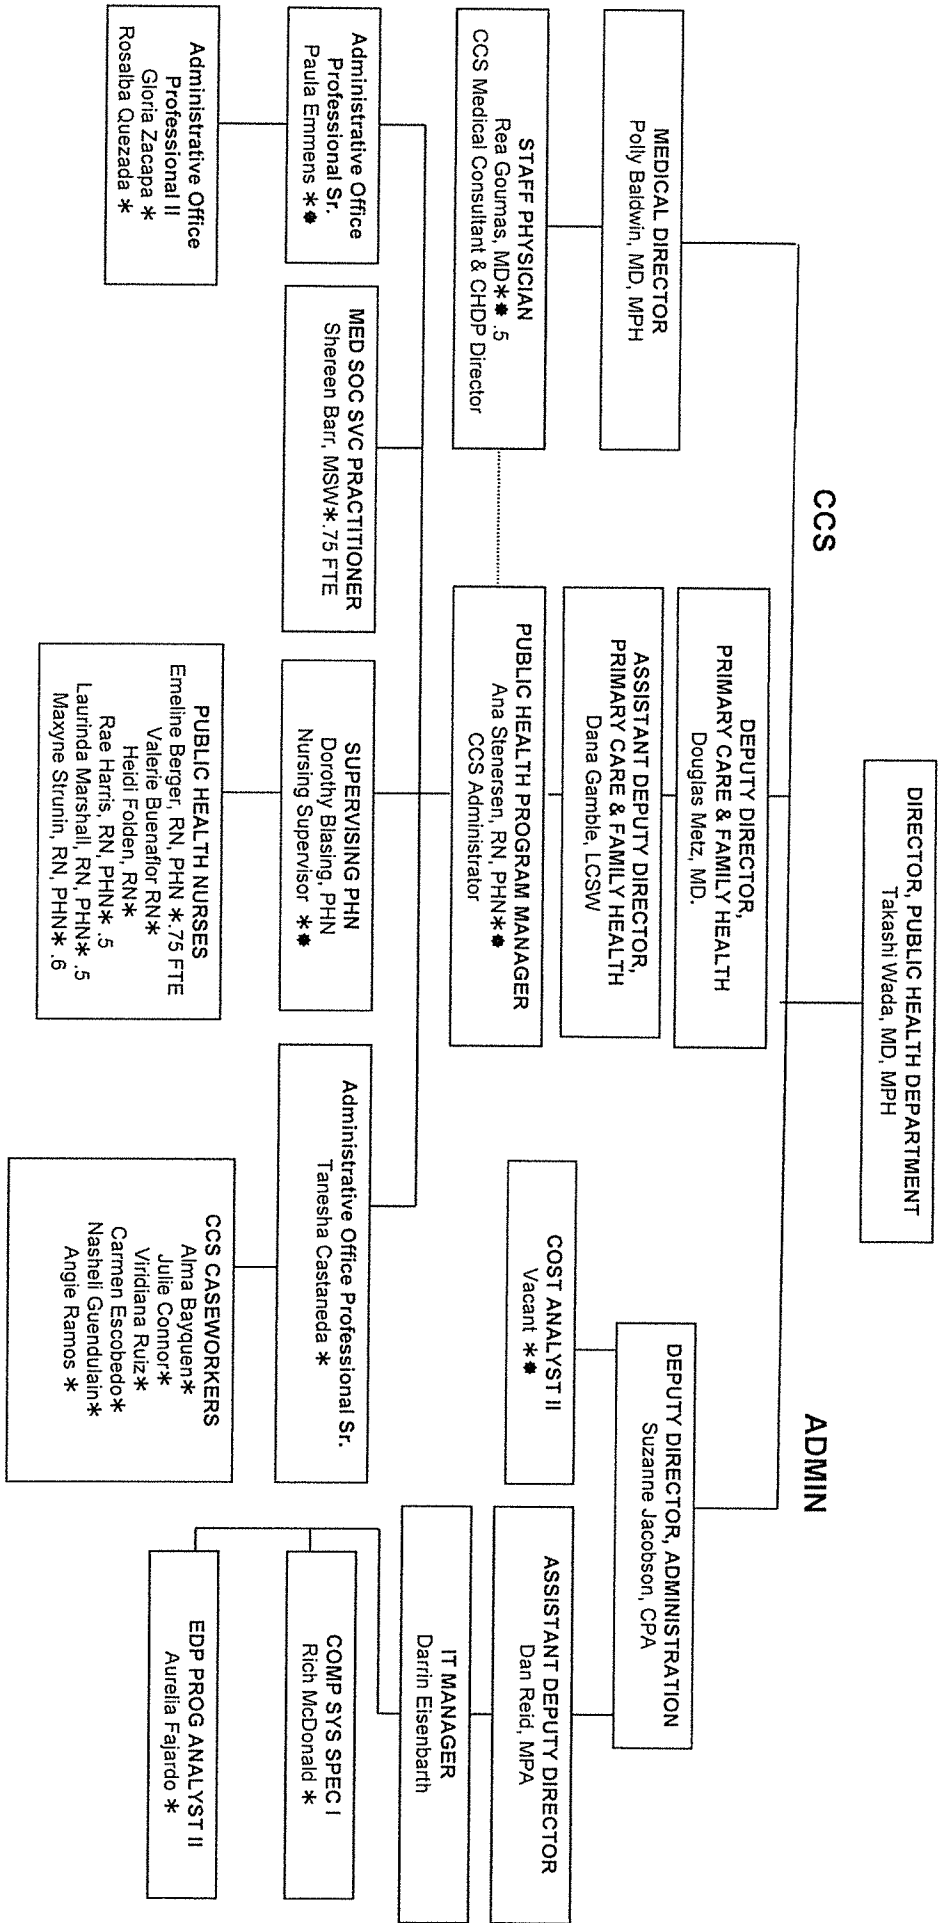 DIRECTOR, PUBLIC HEALTH DEPARTMENT
Takashi Wada, MD, MPH
CCS
ADMIN
MEDICAL DIRECTOR
Polly Baldwin, MD, MPH
DEPUTY DIRECTOR,
PRIMARY CARE & FAMILY HEALTH
Douglas Metz, MD.
DEPUTY DIRECTOR, ADMINISTRATION
Suzanne Jacobson, CPA
ASSISTANT DEPUTY DIRECTOR,
PRIMARY CARE & FAMILY HEALTH
Dana Gamble, LCSW
COST ANALYST II
Vacant **
ASSISTANT DEPUTY DIRECTOR
Dan Reid, MPA
STAFF PHYSICIAN
Rea Goumas, MD** .5
CCS Medical Consultant & CHDP Director
PUBLIC HEALTH PROGRAM MANAGER
Ana Stenersen, RN, PHN**
CCS Administrator
IT MANAGER
Darrin Eisenbarth
Administrative Office
Professional Sr.
Paula Emmens **
MED SOC SVC PRACTITIONER
Shereen Barr, MSW*.75 FTE
SUPERVISING PHN
Dorothy Blasing, PHN
Nursing Supervisor **
Administrative Office Professional Sr.
Tanesha Castaneda *
COMP SYS SPEC I
Rich McDonald *
Administrative Office
Professional II
Gloria Zacapa *
Rosalba Quezada *
PUBLIC HEALTH NURSES
Emeline Berger, RN, PHN *.75 FTE
Valerie Buenaflor RN*
Heidi Folden, RN*
Rae Harris, RN, PHN* .5
Laurinda Marshall, RN, PHN* .5
Maxyne Strunin, RN, PHN* .6
CCS CASEWORKERS
Alma Bayquen*
Julie Connor*
Viridiana Ruiz*
Carmen Escobedo*
Nasheli Guendulain*
Angie Ramos *
EDP PROG ANALYST II
Aurelia Fajardo *